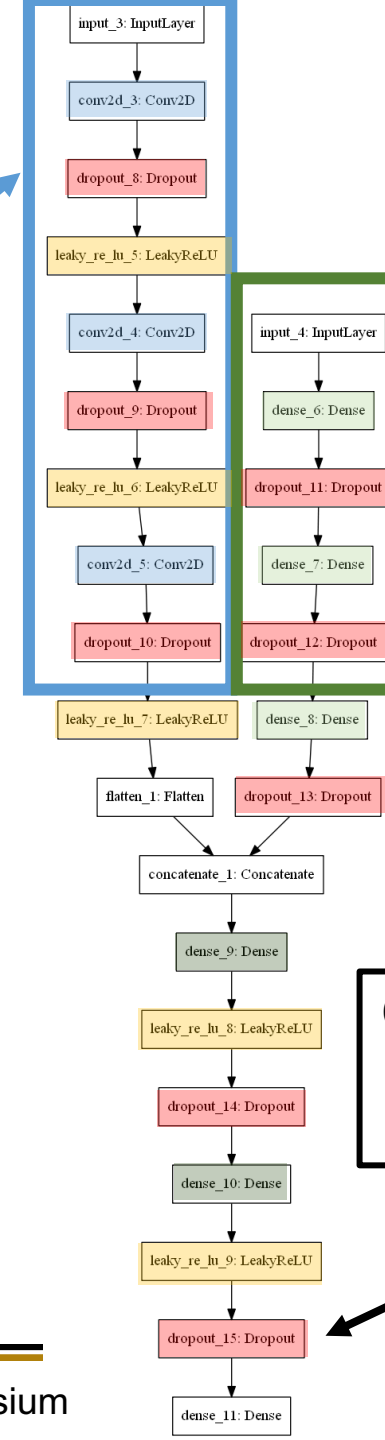 input_3: InputLayer
conv2d_3: Conv2D
dropout_8: Dropout
leaky_re_lu_5: LeakyReLU
conv2d_4: Conv2D
input_4: InputLayer
dropout_9: Dropout
dense_6: Dense
leaky_re_lu_6: LeakyReLU
dropout_11: Dropout
conv2d_5: Conv2D
dense_7: Dense
dropout_10: Dropout
dropout_12: Dropout
leaky_re_lu_7: LeakyReLU
dense_8: Dense
flatten_1: Flatten
dropout_13: Dropout
concatenate_1: Concatenate
dense_9: Dense
leaky_re_lu_8: LeakyReLU
dropout_14: Dropout
dense_10: Dense
leaky_re_lu_9: LeakyReLU
dropout_15: Dropout
sium
dense_11: Dense